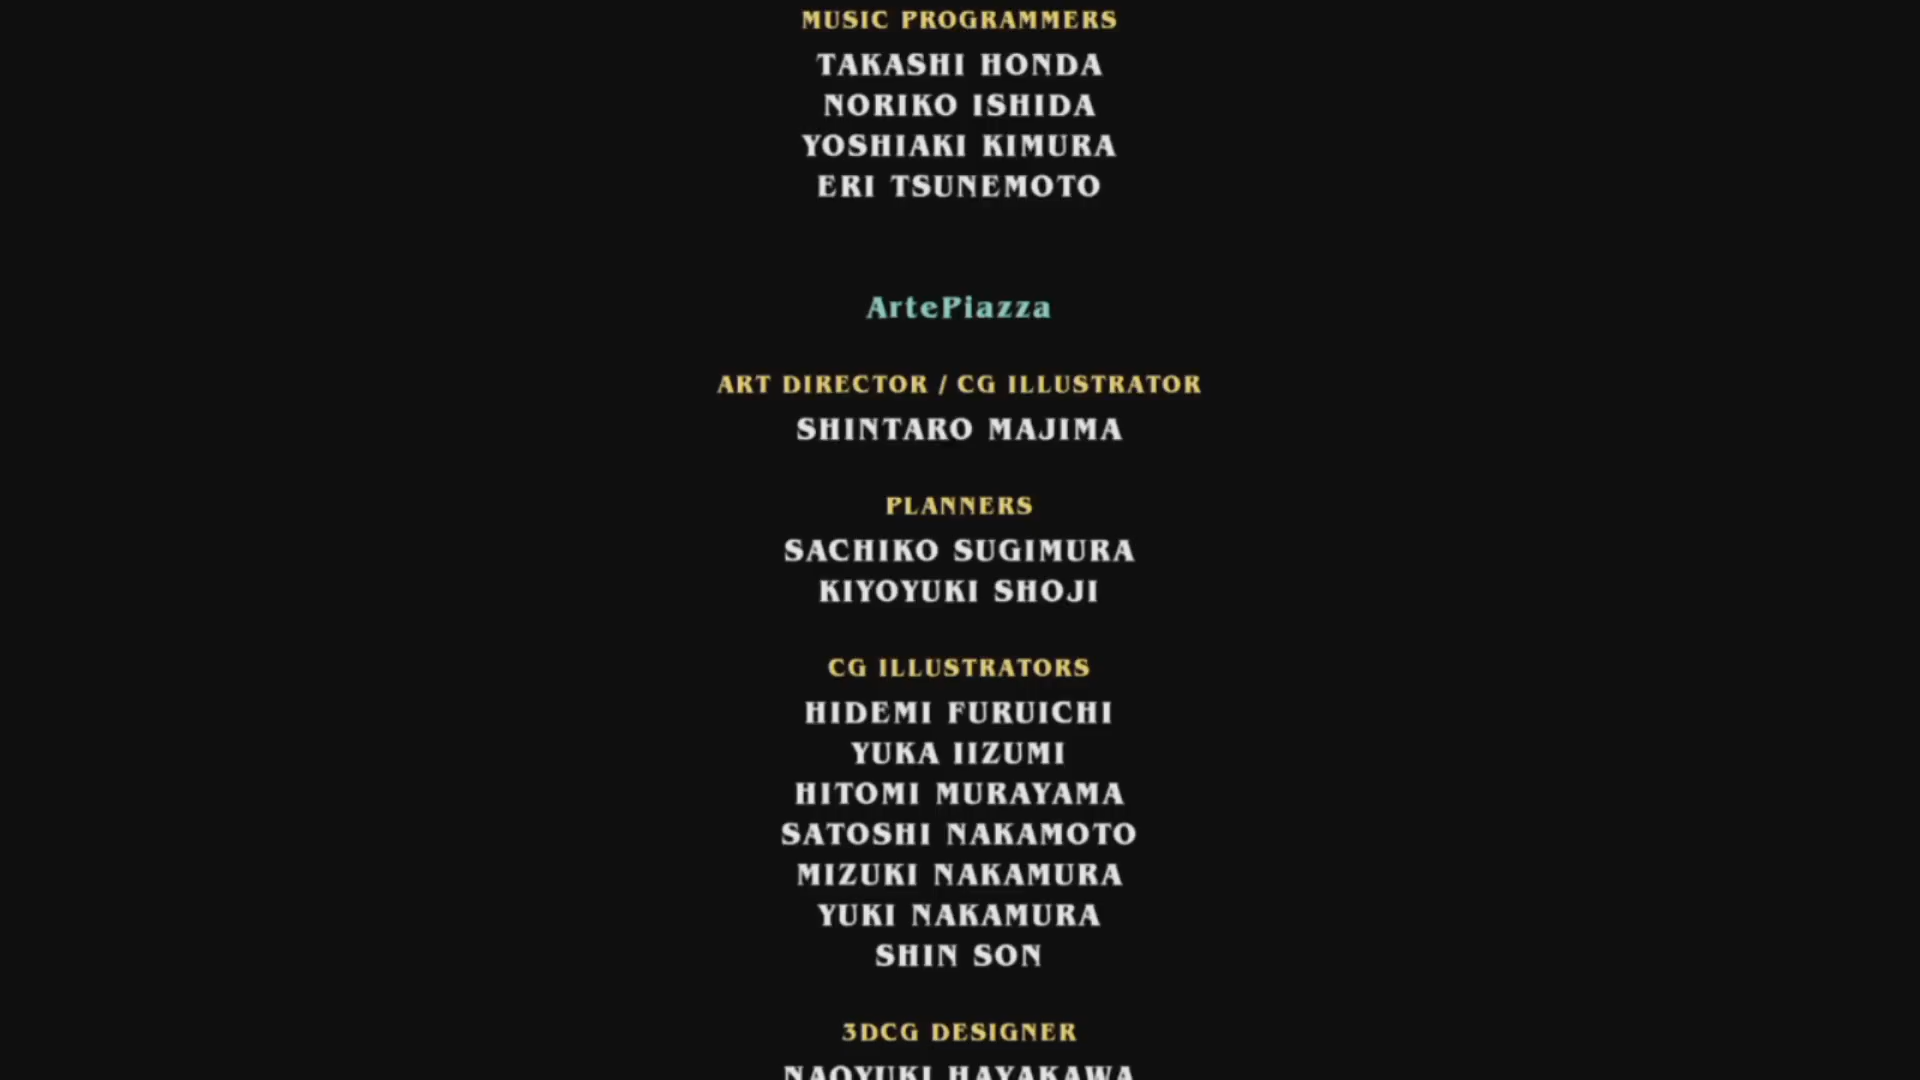 MUSIC PROGRAMMERS
TAKASHI HONDA
NORIKO ISHIDA
YOSHIAKI KIMURA
ERI TSUNEMOTO
ArtePiazza
ART DIRECTOR / CG ILLUSTRATOR
SHINTARO MAJIMA
PLANNERS
SACHIKO SUGIMURA
KIYOYUKI SHOJI
CG ILLUSTRATORS
HIDEMI FURUICHI
YUKA IIZUMI
HITOMI MURAYAMA
SATOSHI NAKAMOTO
MIZUKI NAKAMURA
YUKI NAKAMURA
SHIN SON
3DCG DESIGNER
NAOYUKI HAYAKAWA